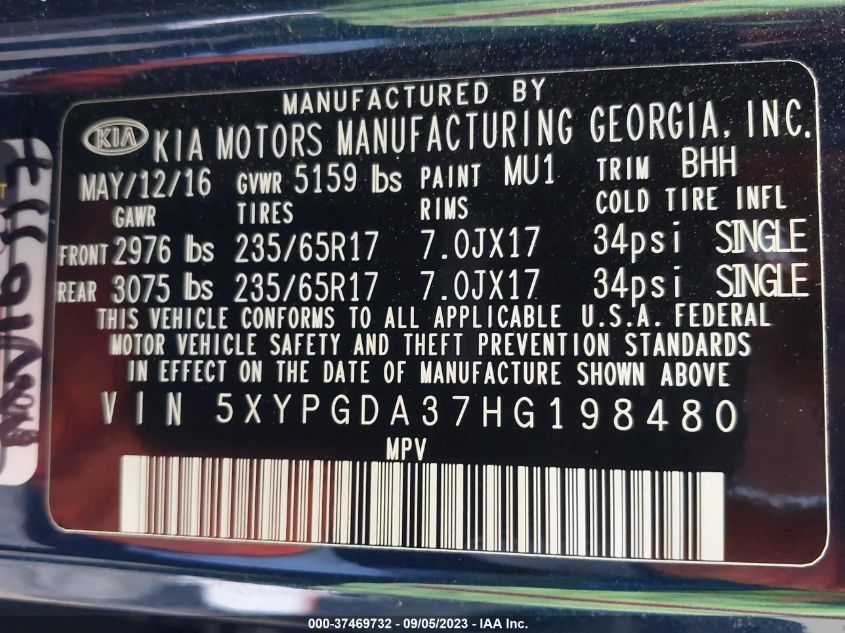 MANUFACTURED BY
KIA KIA MOTORS MANUFACTURING GEORGIA, INC.
MAY/12/16 GVWR 5159 lbs PAINT MU1 TRIM BHH
GAWR TIRES RIMS COLD TIRE INFL
FRONT 2976 lbs 235/65R17 7.0JX17 34psi SINGLE
REAR 3075 lbs 235/65R17 7.0JX17 34psi SINGLE
THIS VEHICLE CONFORMS TO ALL APPLICABLE U.S.A. FEDERAL
MOTOR VEHICLE SAFETY AND THEFT PREVENTION STANDARDS
IN EFFECT ON THE DATE OF MANUFACTURE SHOWN ABOVE
VIN 5XYPGDA37HG198480
MPV
000-37469732 - 09/05/2023 - IAA Inc.